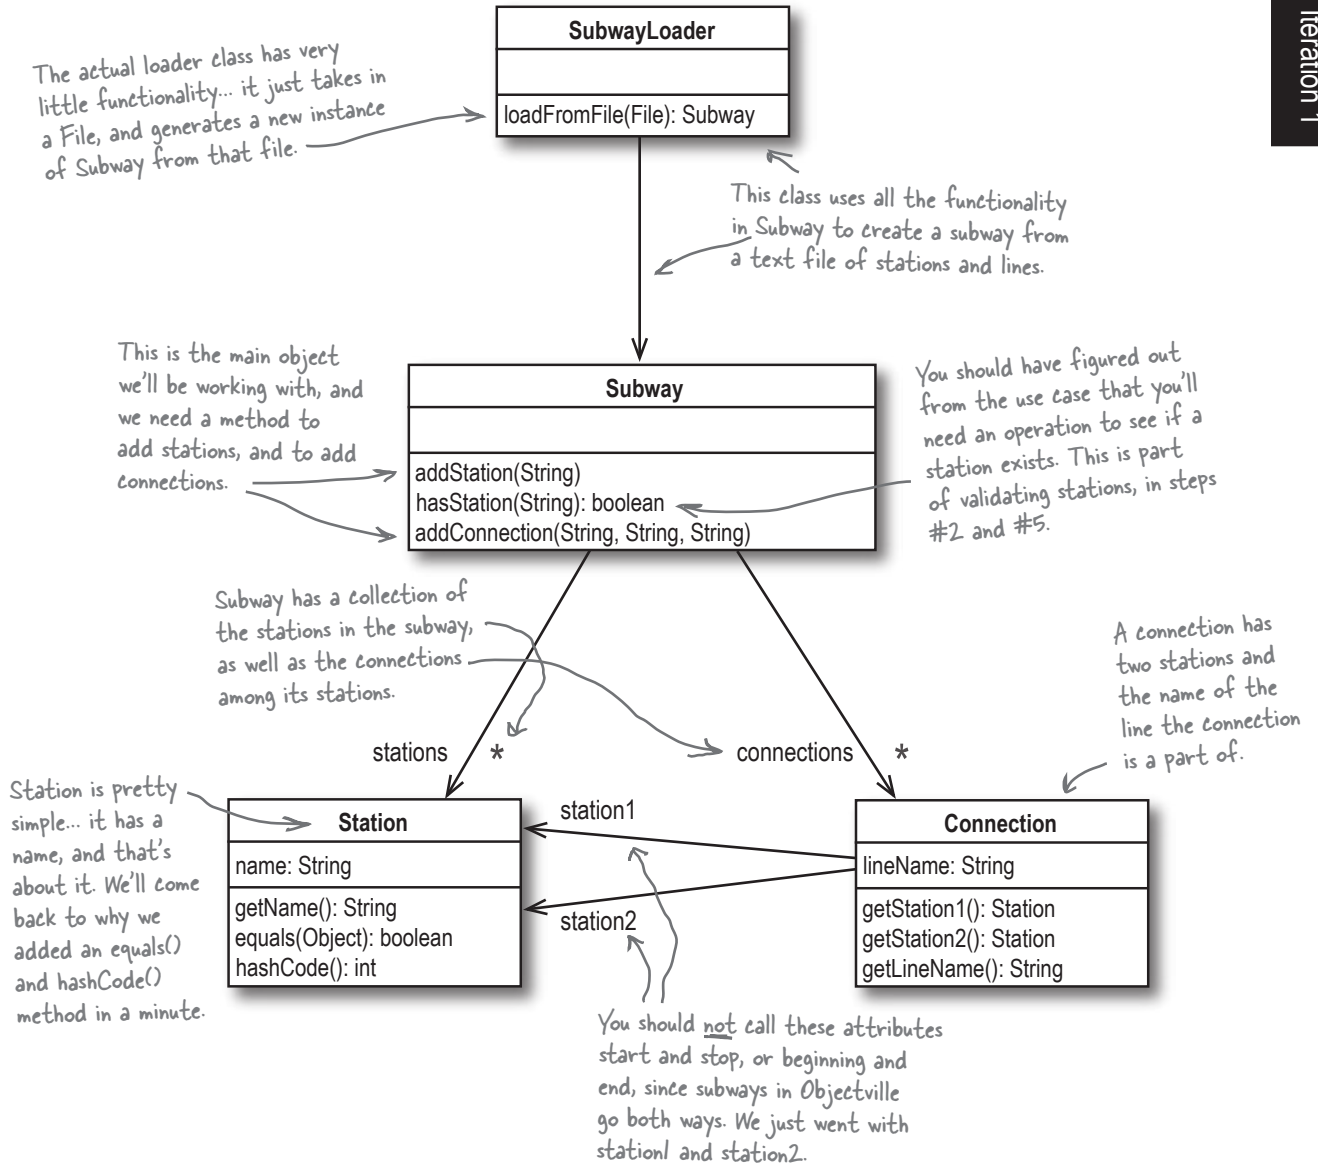 Iteration 1
SubwayLoader
loadFromFile(File): Subway
The actual loader class has very
little functionality... it just takes in
a File, and generates a new instance
of Subway from that file.
This class uses all the functionality
in Subway to create a subway from
a text file of stations and lines.
This is the main object
we'll be working with, and
we need a method to
add stations, and to add
connections.
Subway
addStation(String)
hasStation(String): boolean
addConnection(String, String, String)
You should have figured out
from the use case that you'll
need an operation to see if a
station exists. This is part
of validating stations, in steps
#2 and #5.
Subway has a collection of
the stations in the subway,
as well as the connections
among its stations.
A connection has
two stations and
the name of the
line the connection
is a part of.
stations *
connections *
Station is pretty
simple... it has a
name, and that's
about it. We'll come
back to why we
added an equals()
and hashCode()
method in a minute.
Station
name: String
getName(): String
equals(Object): boolean
hashCode(): int
station1
station2
Connection
lineName: String
getStation1(): Station
getStation2(): Station
getLineName(): String
You should not call these attributes
start and stop, or beginning and
end, since subways in Objectville
go both ways. We just went with
station1 and station2.